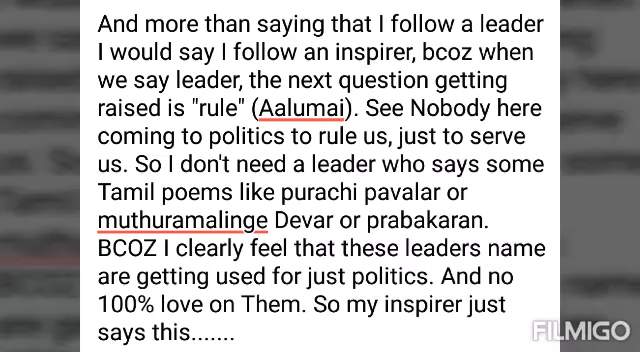 And more than saying that I follow a leader
I would say I follow an inspirer, bcoz when
we say leader, the next question getting
raised is "rule" (Aalumai). See Nobody here
coming to politics to rule us, just to serve
us. So I don't need a leader who says some
Tamil poems like purachi pavalar or
muthuramalinge Devar or prabakaran.
BCOZ I clearly feel that these leaders name
are getting used for just politics. And no
100% love on Them. So my inspirer just
says this.......
FILMIGO